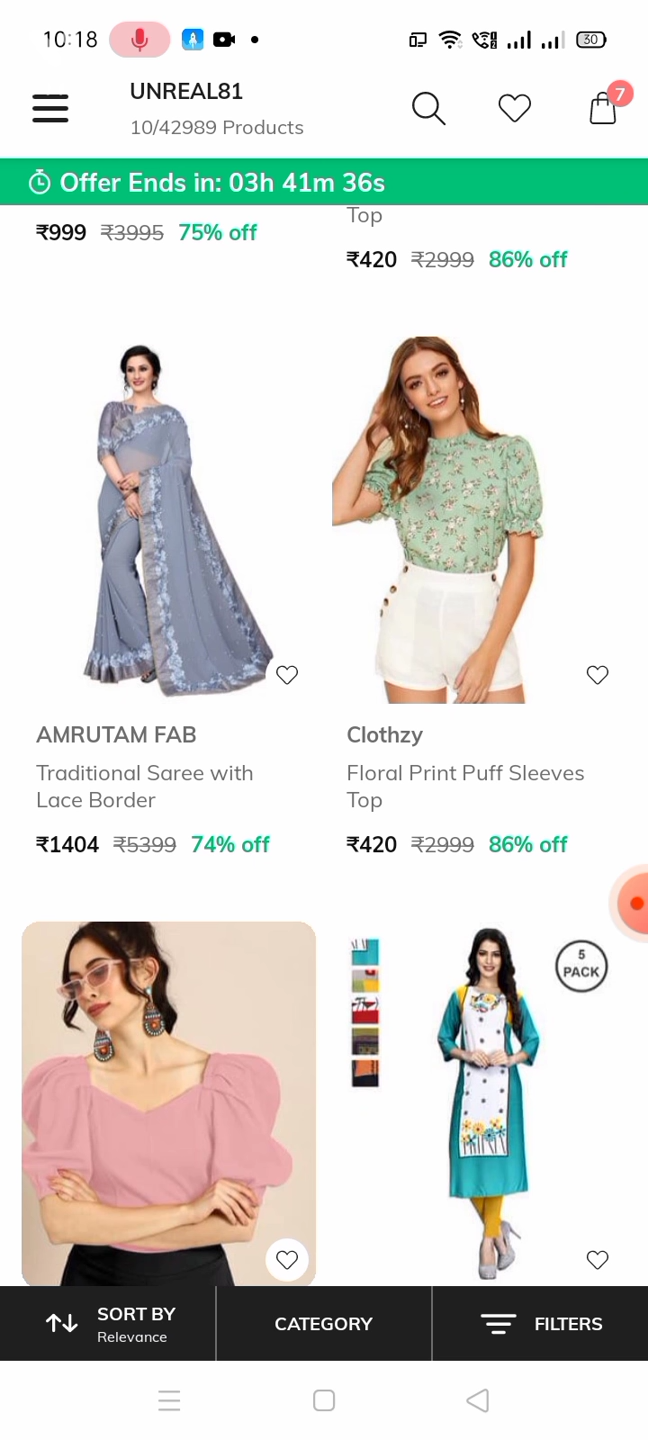 10:18
30
UNREAL81
10/42989 Products
7
Offer Ends in: 03h 41m 36s
₹999 ₹3995 75% off
Top
₹420 ₹2999 86% off
AMRUTAM FAB
Traditional Saree with
Lace Border
₹1404 ₹5399 74% off
Clothzy
Floral Print Puff Sleeves
Top
₹420 ₹2999 86% off
5
PACK
SORT BY
Relevance
CATEGORY
FILTERS